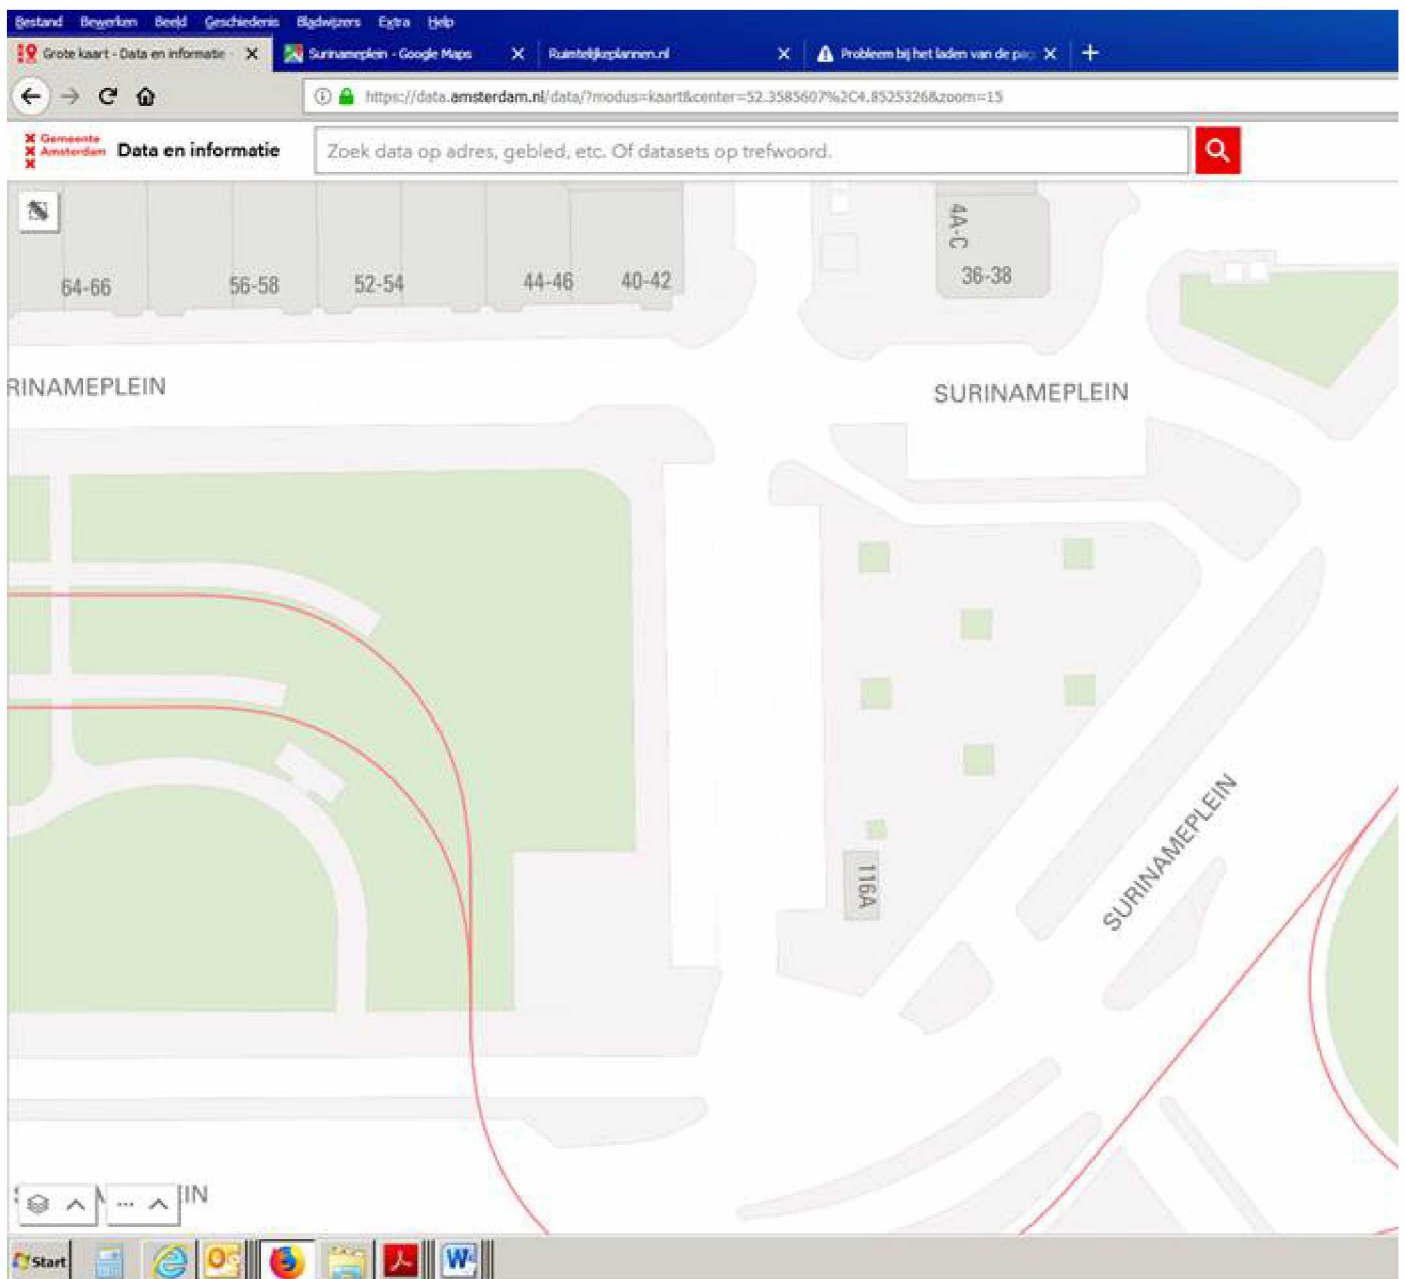 Bestand Bewerken Beeld Geschiedenis Bladwijzers Extra Help
Grote kaart - Data en informatie -
Surinameplein - Google Maps
Ruimtelijkeplannen.nl
Probleem bij het laden van de pag
https://data.amsterdam.nl/data/?modus=kaart&center=52.3585607%2C4.8525326&zoom=15
Gemeente
Amsterdam
Data en informatie
Zoek data op adres, gebied, etc. Of datasets op trefwoord.
4A-C
64-66
56-58
52-54
44-46
40-42
36-38
RINAMEPLEIN
SURINAMEPLEIN
116A
SURINAMEPLEIN
EIN
Start